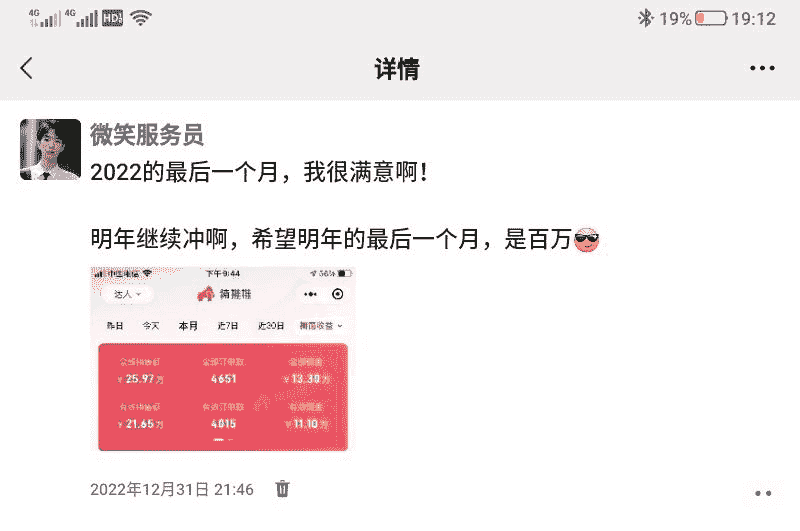 4G 4G HD 19% 19:12
详情
微笑服务员
2022的最后一个月，我很满意啊！
明年继续冲啊，希望明年的最后一个月，是百万😎
中国电信 下午9:44 56%
达人
昨日 今天 本月 近7日 近30日
¥25.97万 4651 ¥13.30万
¥21.65万 4015 ¥11.10万
2022年12月31日 21:46